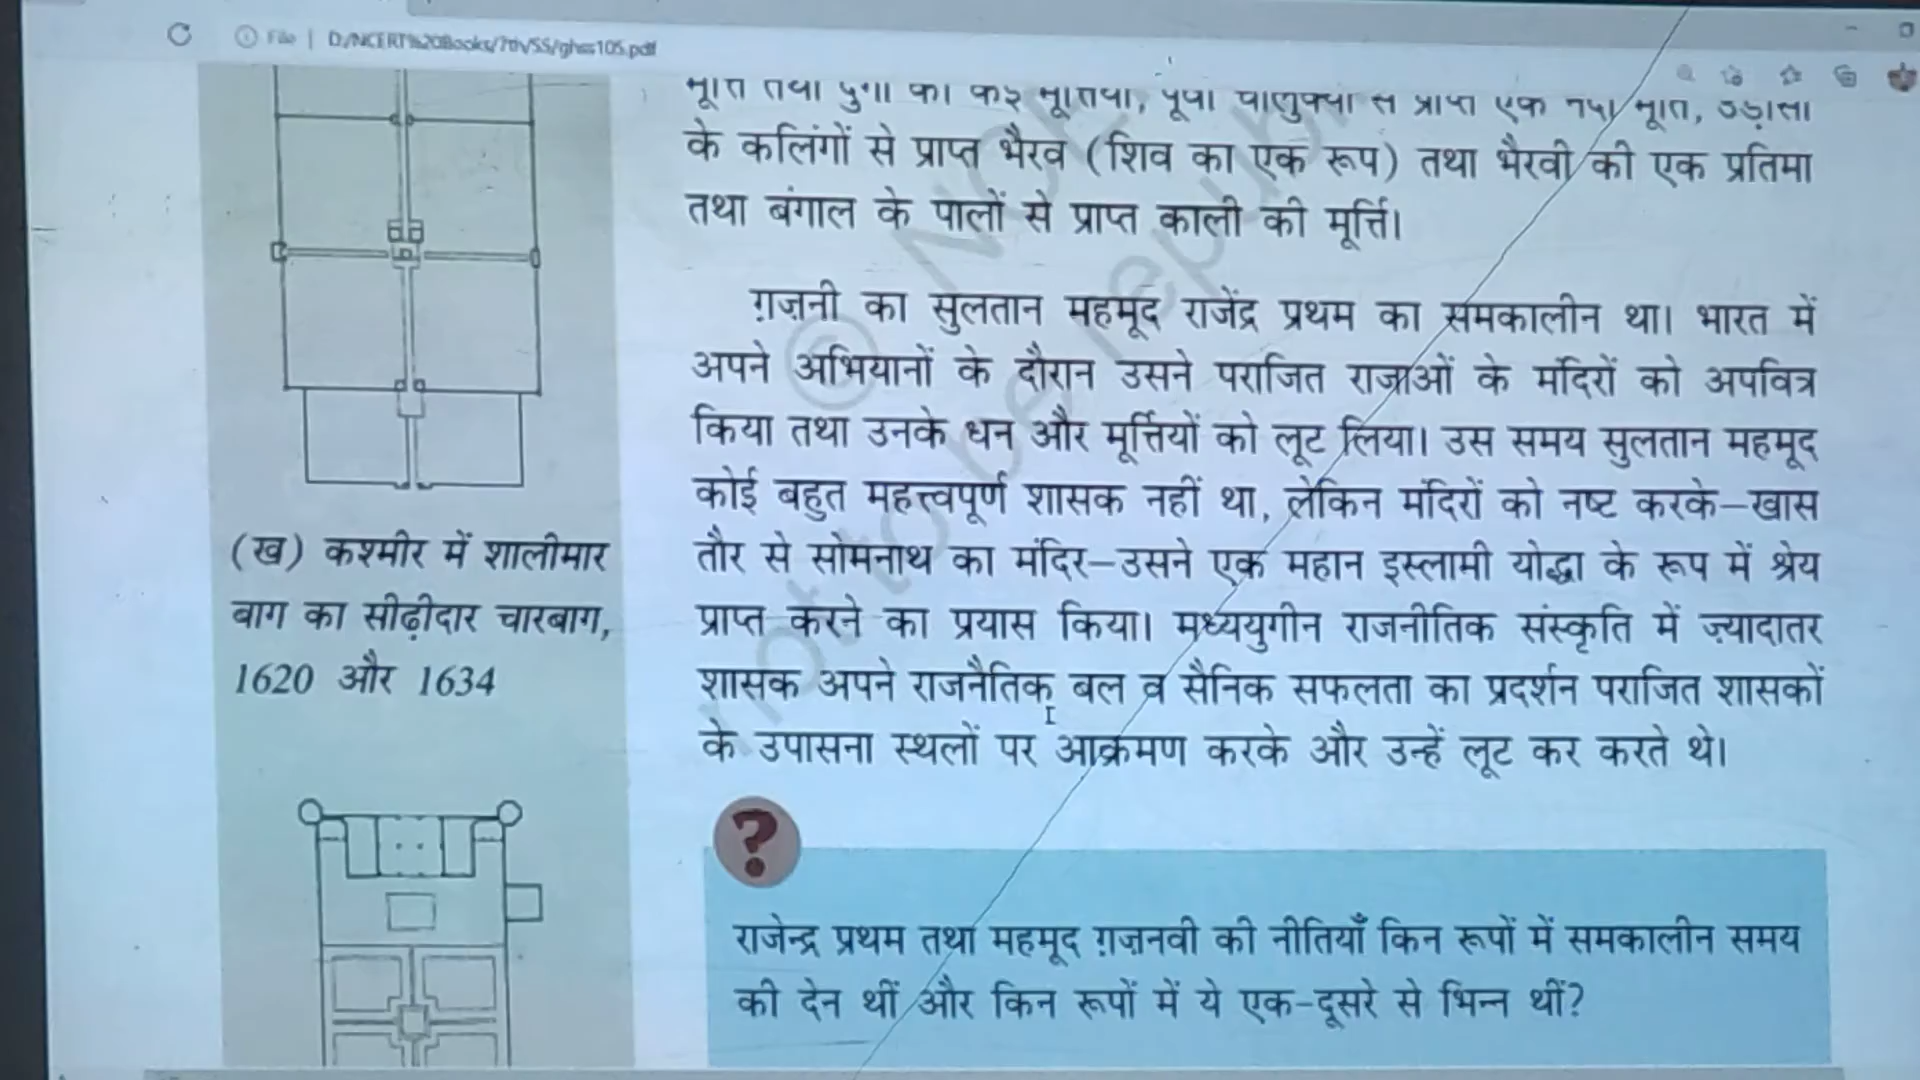 File | D:/NCERT%20Books/7th/SS/ghss105.pdf
के कलिंगों से प्राप्त भैरव (शिव का एक रूप) तथा भैरवी की एक प्रतिमा
तथा बंगाल के पालों से प्राप्त काली की मूर्त्ति।
ग़ज़नी का सुलतान महमूद राजेंद्र प्रथम का समकालीन था। भारत में
अपने अभियानों के दौरान उसने पराजित राजाओं के मंदिरों को अपवित्र
किया तथा उनके धन और मूर्त्तियों को लूट लिया। उस समय सुलतान महमूद
कोई बहुत महत्त्वपूर्ण शासक नहीं था, लेकिन मंदिरों को नष्ट करके–खास
तौर से सोमनाथ का मंदिर–उसने एक महान इस्लामी योद्धा के रूप में श्रेय
प्राप्त करने का प्रयास किया। मध्ययुगीन राजनीतिक संस्कृति में ज़्यादातर
शासक अपने राजनैतिक बल व सैनिक सफलता का प्रदर्शन पराजित शासकों
के उपासना स्थलों पर आक्रमण करके और उन्हें लूट कर करते थे।
(ख) कश्मीर में शालीमार
बाग का सीढ़ीदार चारबाग,
1620 और 1634
?
राजेन्द्र प्रथम तथा महमूद ग़ज़नवी की नीतियाँ किन रूपों में समकालीन समय
की देन थीं और किन रूपों में ये एक-दूसरे से भिन्न थीं?